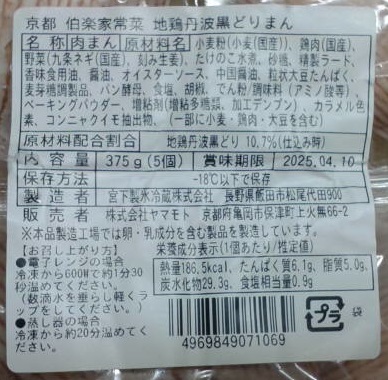 京都 伯楽家常菜 地鶏丹波黒どりまん
名称 肉まん 原材料名 小麦粉(小麦(国産))、鶏肉(国産)、
野菜(九条ネギ(国産)、刻み生姜)、たけのこ水煮、砂糖、精製ラード、
香味食用油、醤油、オイスターソース、中国醤油、粒状大豆たんぱく、
麦芽糖調製品、パン酵母、食塩、胡椒、でん粉/調味料(アミノ酸等)、
ベーキングパウダー、増粘剤(増粘多糖類、加工デンプン)、カラメル色
素、コンニャクイモ抽出物、(一部に小麦・鶏肉・大豆を含む)
原材料配合割合 地鶏丹波黒どり 10.7%(仕込み時)
内容量 375g(5個) 賞味期限 2025.04.10
保存方法 -18℃以下で保存
製造者 宮下製氷冷蔵株式会社 長野県飯田市松尾代田900
販売者 株式会社ヤマモト 京都府亀岡市保津町上火無66-2
※本品製造工場では卵・乳成分を含む製品を製造しています。
【お召し上がり方】
●電子レンジの場合
冷凍から600Wで約1分30
秒温めてください。
(数滴水を垂らし軽くラ
ップをしてください。)
●蒸し器の場合
冷凍から約20分温めてく
ださい。
栄養成分表示(1個あたり/推定値)
熱量186.5kcal、たんぱく質6.1g、脂質5.0g、
炭水化物29.3g、食塩相当量0.9g
4969849071069
プラ
袋